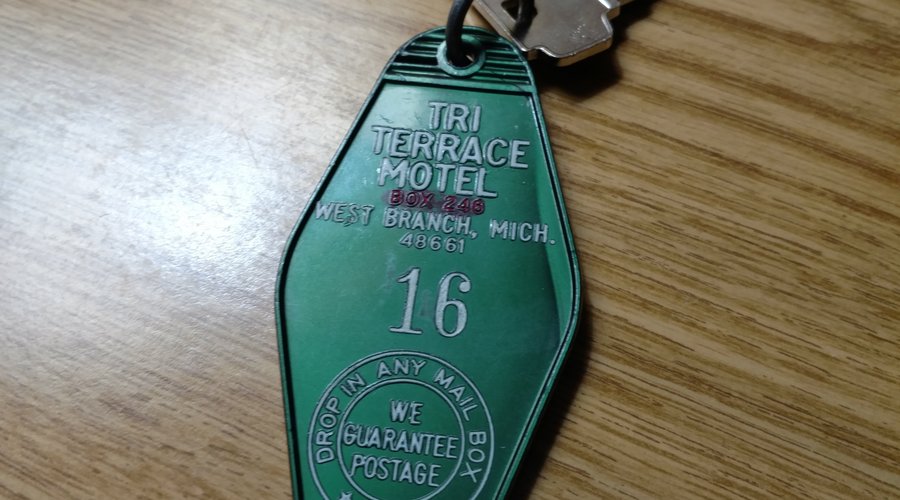 TRI
TERRACE
MOTEL
BOX 246
WEST BRANCH, MICH.
48661
16
DROP IN ANY MAIL BOX
WE
GUARANTEE
POSTAGE